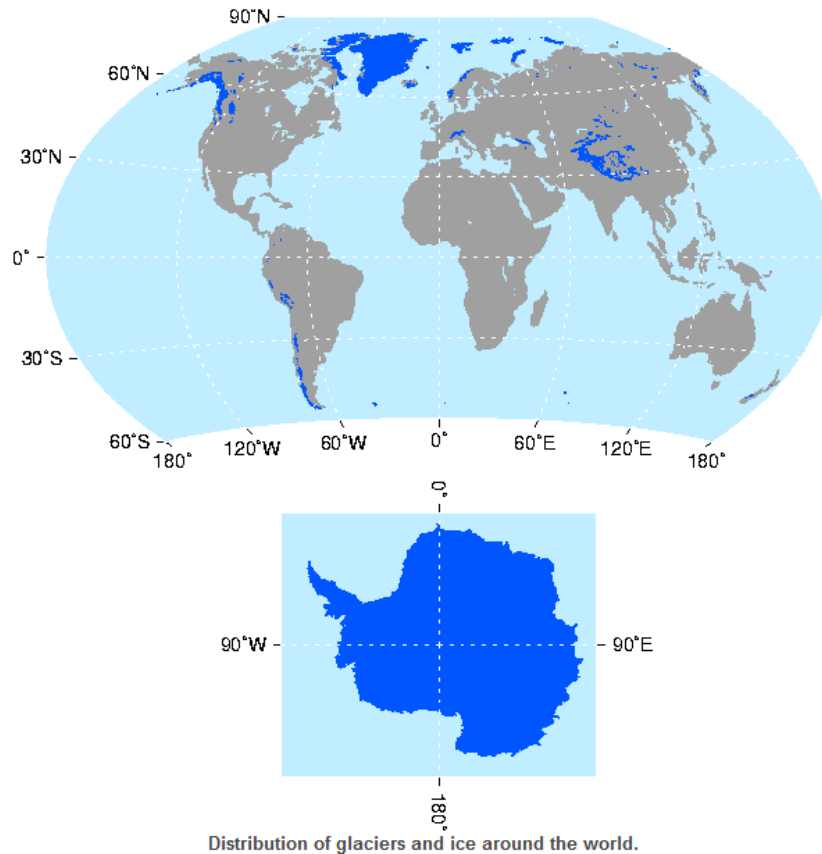 90˚N
60˚N
30˚N
0˚
30˚S
60˚S
180˚ 120˚W 60˚W 0˚ 60˚E 120˚E 180˚
0˚
90˚W 90˚E
180˚
Distribution of glaciers and ice around the world.